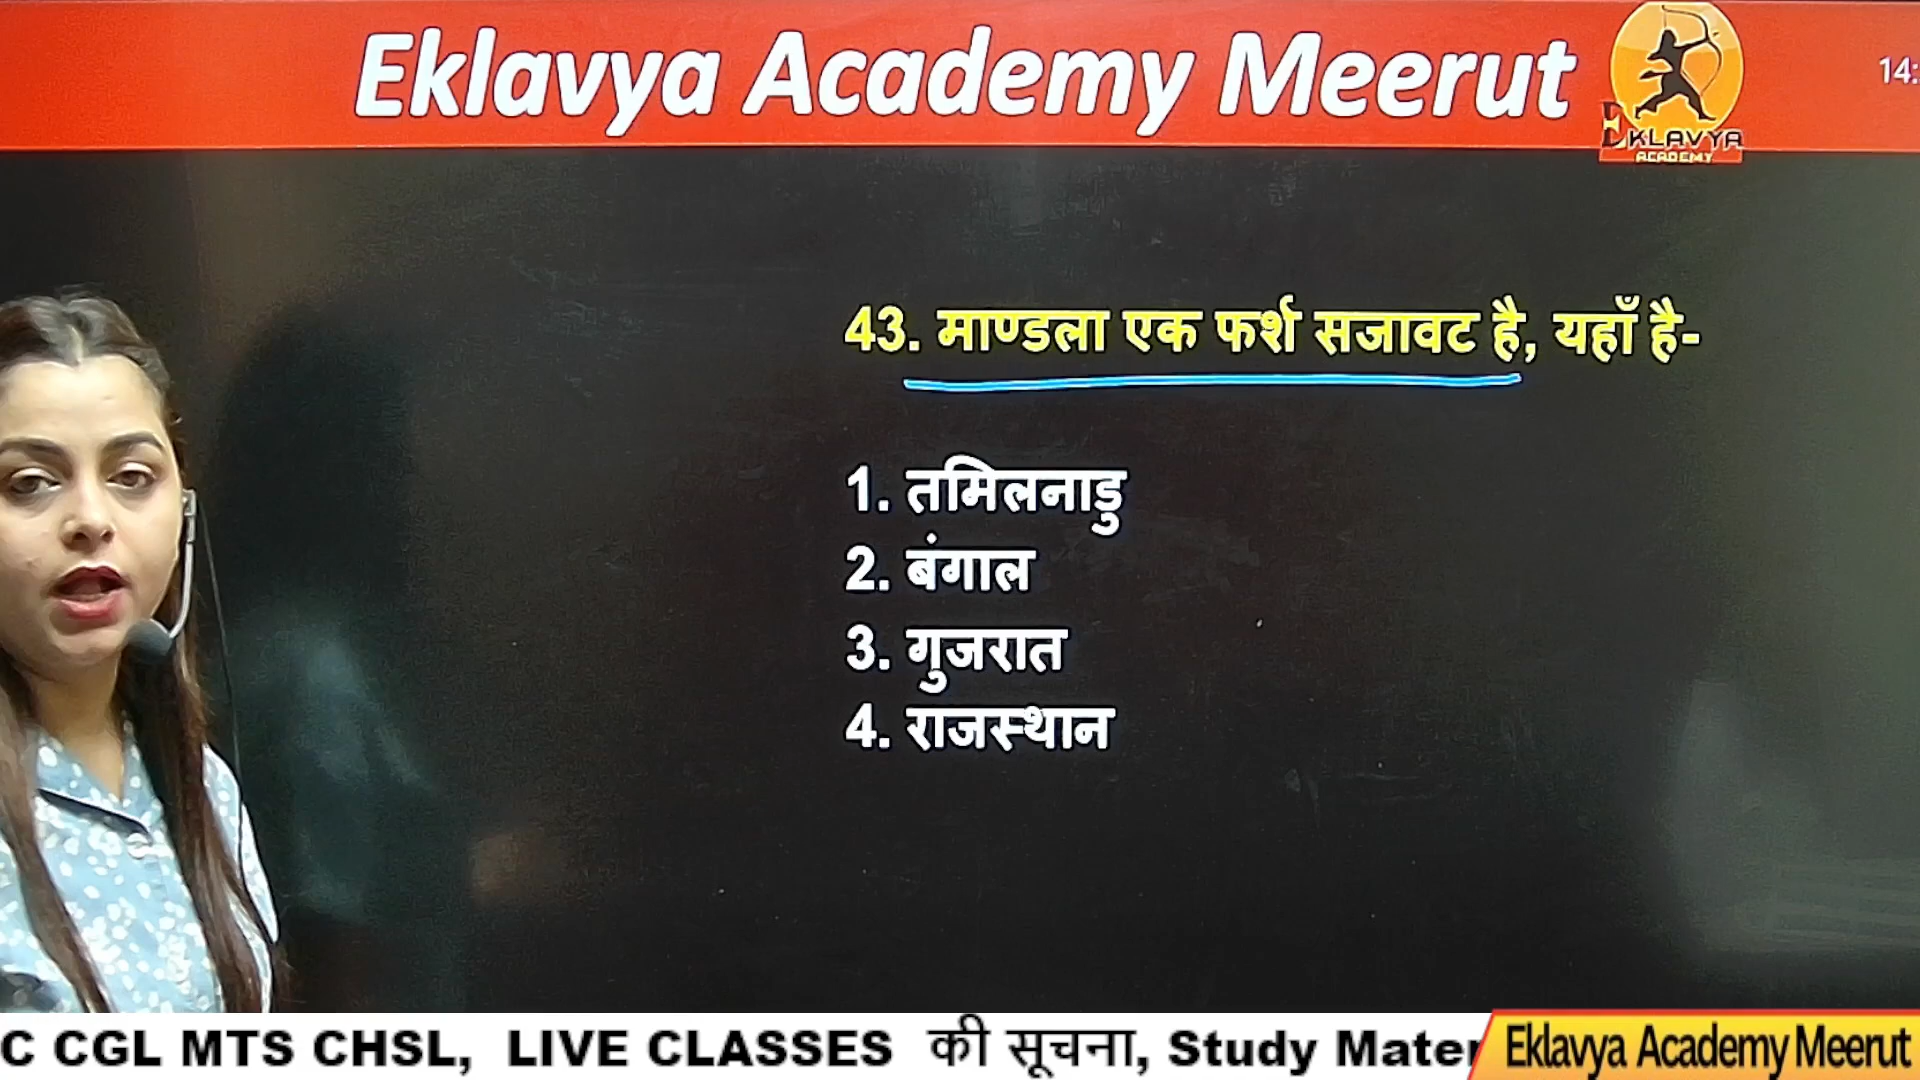 Eklavya Academy Meerut
EKLAVYA
ACADEMY
14:
43. माण्डला एक फर्श सजावट है, यहाँ है-
1. तमिलनाडु
2. बंगाल
3. गुजरात
4. राजस्थान
C CGL MTS CHSL, LIVE CLASSES की सूचना, Study Mater
Eklavya Academy Meerut